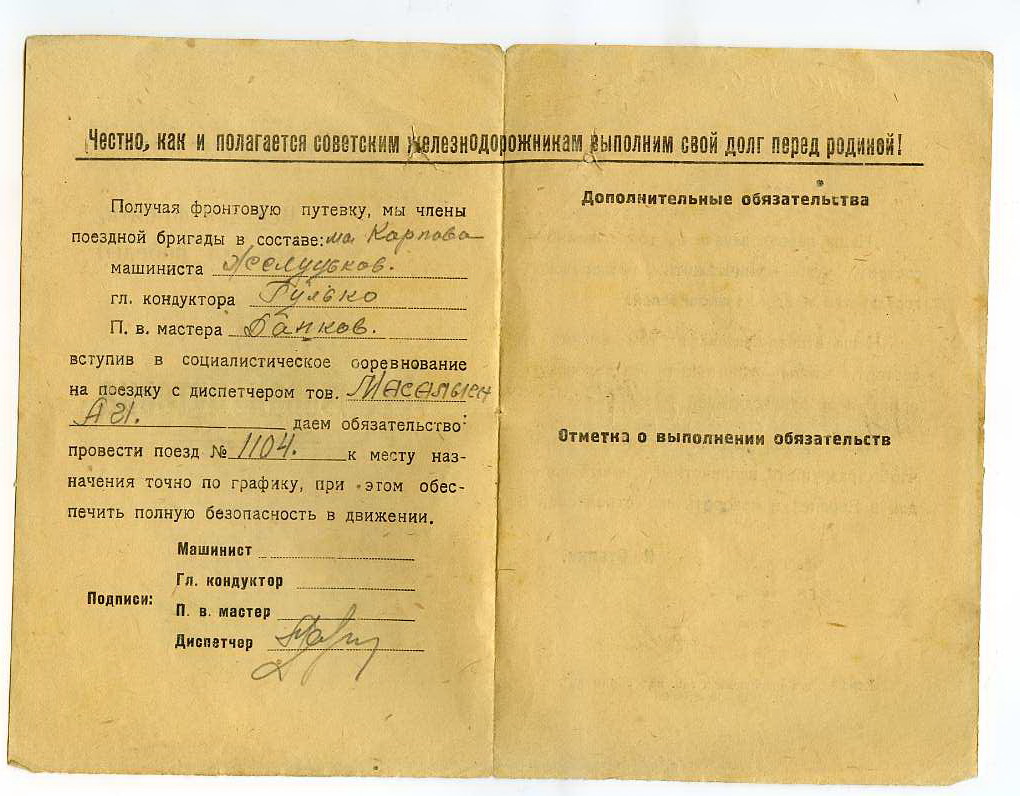 Честно, как и полагается советским железнодорожникам выполним свой долг перед родиной!
Получая фронтовую путевку, мы члены
поездной бригады в составе: Карпова
машиниста
гл. кондуктора Гулько
П. в. мастера
вступив в социалистическое соревнование
на поездку с диспетчером тов.
даем обязательство
провести поезд № 1104. к месту наз-
начения точно по графику, при этом обес-
печить полную безопасность в движении.
Подписи:
Машинист
Гл. кондуктор
П. в. мастер
Диспетчер
Дополнительные обязательства
Отметка о выполнении обязательств